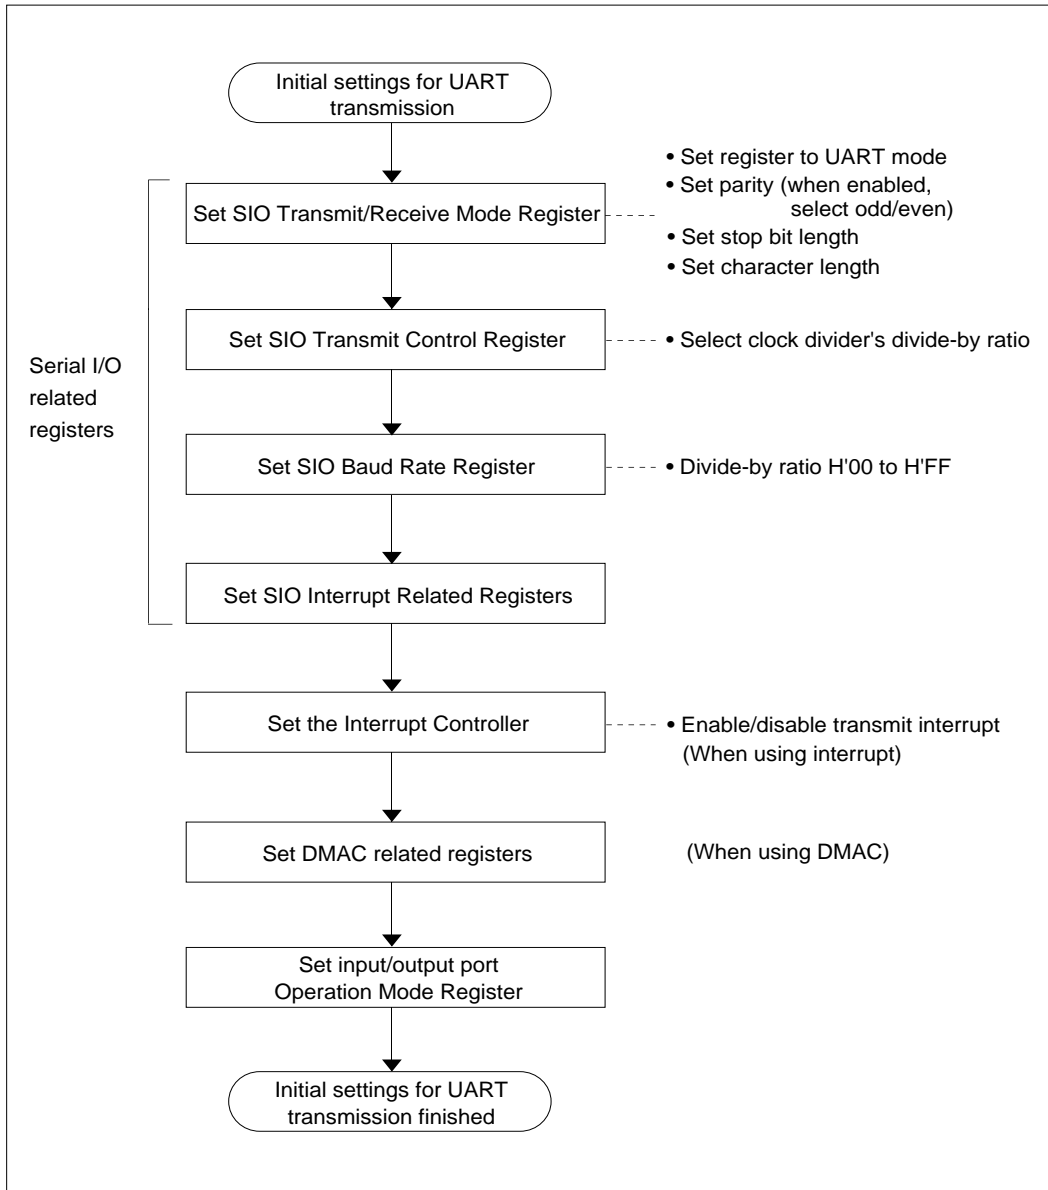 Initial settings for UART
transmission
• Set register to UART mode
• Set parity (when enabled,
select odd/even)
Set SIO Transmit/Receive Mode Register
• Set stop bit length
• Set character length
Set SIO Transmit Control Register
• Select clock divider's divide-by ratio
Serial I/O
related
registers
Set SIO Baud Rate Register
• Divide-by ratio H'00 to H'FF
Set SIO Interrupt Related Registers
Set the Interrupt Controller
• Enable/disable transmit interrupt
(When using interrupt)
Set DMAC related registers
(When using DMAC)
Set input/output port
Operation Mode Register
Initial settings for UART
transmission finished